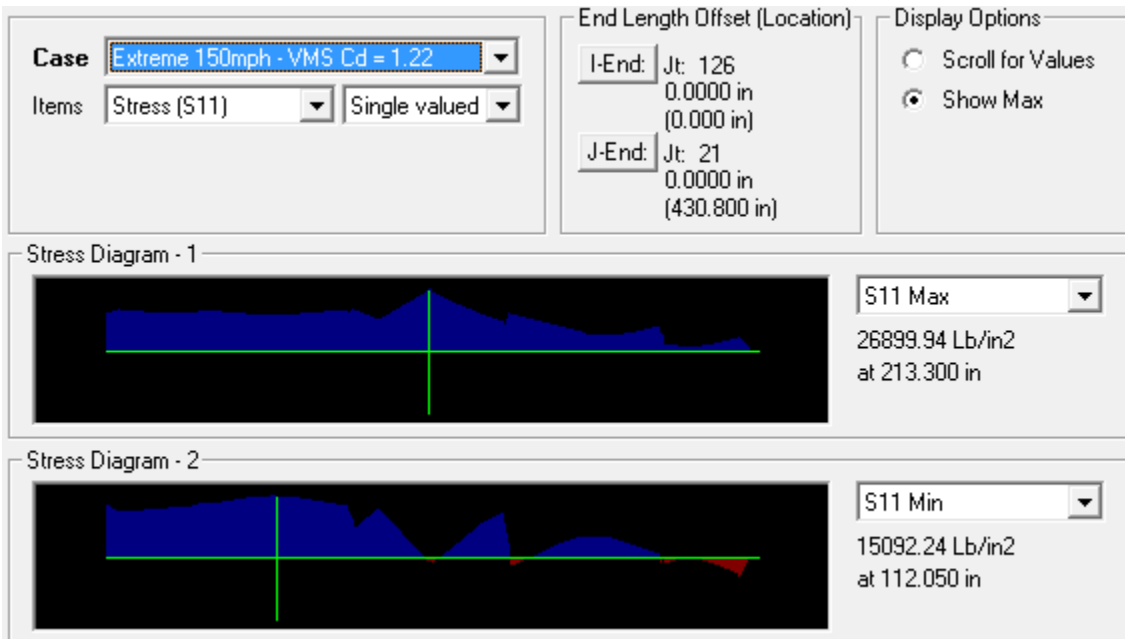 End Length Offset (Location)
Display Options
Case
Extreme 150mph - VMS Cd = 1.22
Items
Stress (S11)
Single valued
I-End:
Jt: 126
0.0000 in
(0.000 in)
J-End:
Jt: 21
0.0000 in
(430.800 in)
Scroll for Values
Show Max
Stress Diagram - 1
S11 Max
26899.94 Lb/in2
at 213.300 in
Stress Diagram - 2
S11 Min
15092.24 Lb/in2
at 112.050 in